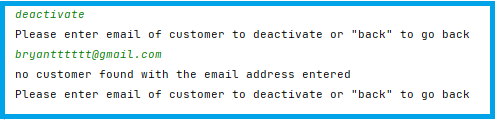 deactivate
Please enter email of customer to deactivate or "back" to go back
bryantttttt@gmail.com
no customer found with the email address entered
Please enter email of customer to deactivate or "back" to go back